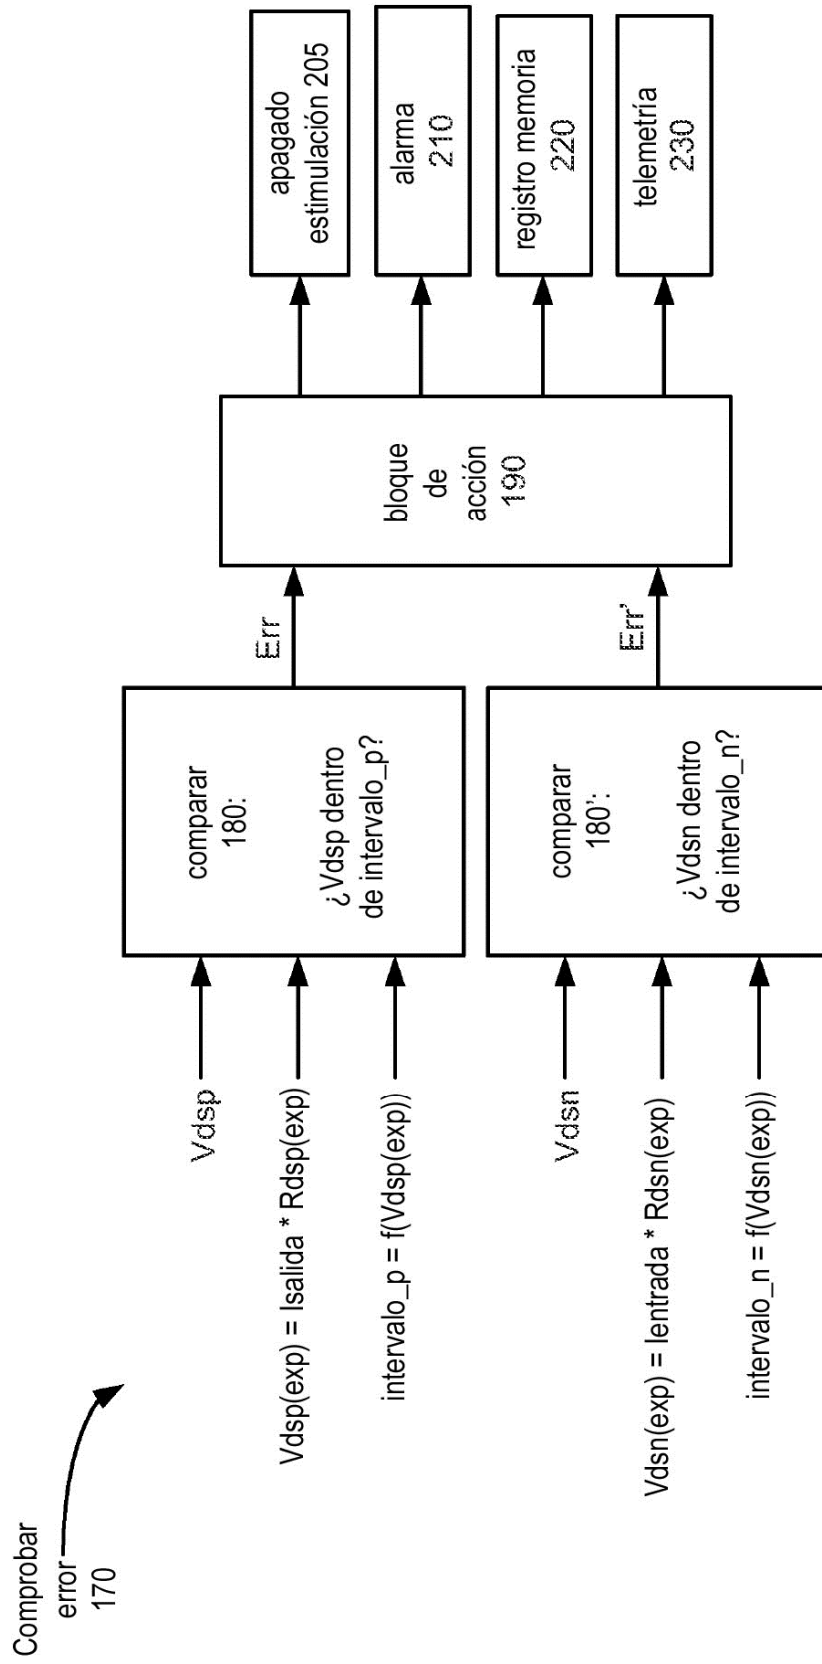 Comprobar
error
170
Vdsp
Vdsp(exp) = Isalida * Rdsp(exp)
intervalo_p = f(Vdsp(exp))
Vdsn
Vdsn(exp) = Ientrada * Rdsn(exp)
intervalo_n = f(Vdsn(exp))
comparar
180:
¿Vdsp dentro
de intervalo_p?
comparar
180':
¿Vdsn dentro
de intervalo_n?
Err
Err'
bloque
de
acción
190
apagado
estimulación 205
alarma
210
registro memoria
220
telemetría
230